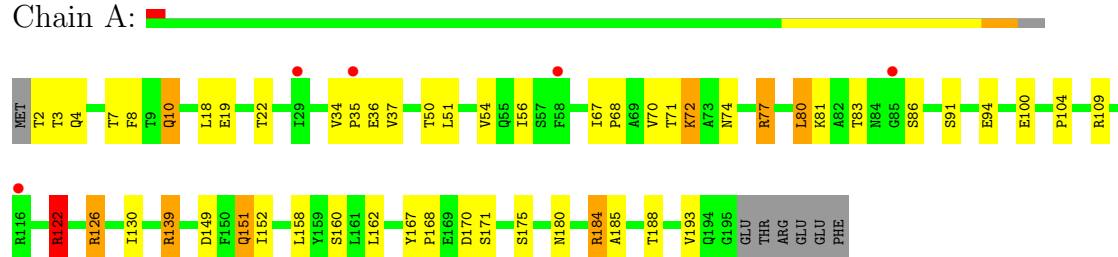 Chain A:
MET T2 T3 Q4 T7 F8 T9 Q10 L18 E19 T22 I29 V34 P35 E36 V37 T50 L51 V54 Q55 I56 S57 F58 I67 P68 A69 V70 T71 K72 A73 N74 R77 L80 K81 A82 T83 N84 G85 S86 S91 E94 E100 P104 R109
R116 R122 R126 I130 R139 D149 F150 Q151 I152 L158 Y159 S160 L161 L162 Y167 P168 E169 D170 S171 S175 N180 R184 A185 T188 V193 Q194 G195 GLU THR ARG GLU GLU PHE